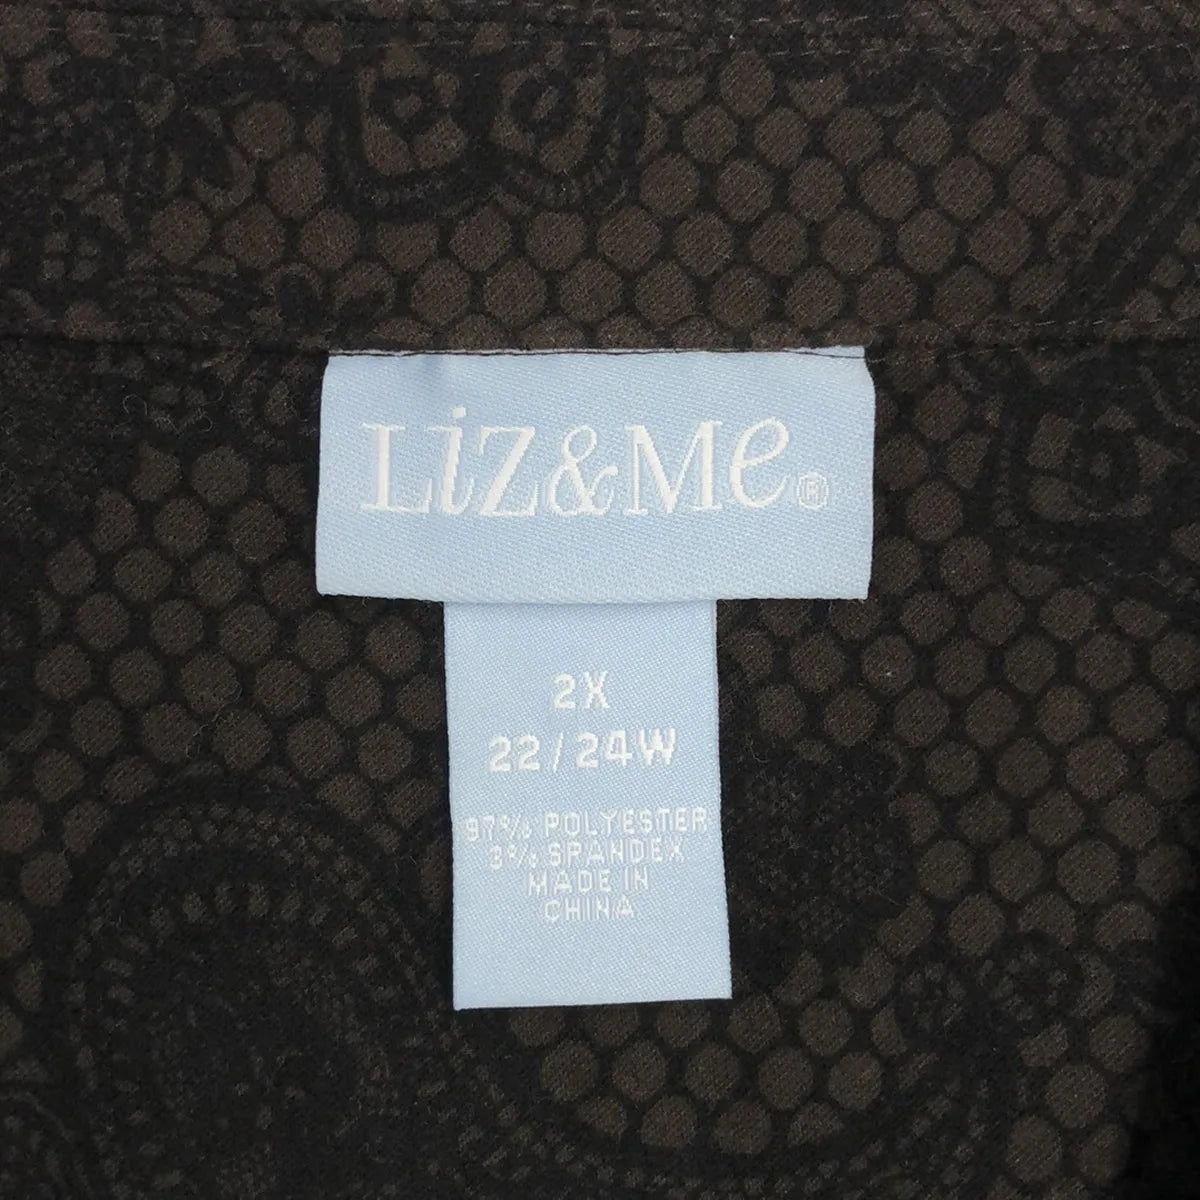 Liz&Me®
2X
22/24W
97% POLYESTER
3% SPANDEX
MADE IN
CHINA